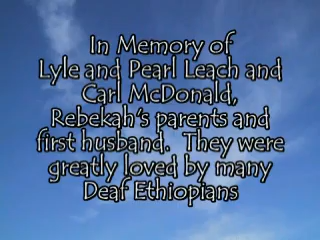 In Memory of
Lyle and Pearl Leach and
Carl McDonald,
Rebekah's parents and
first husband.  They were
greatly loved by many
Deaf Ethiopians